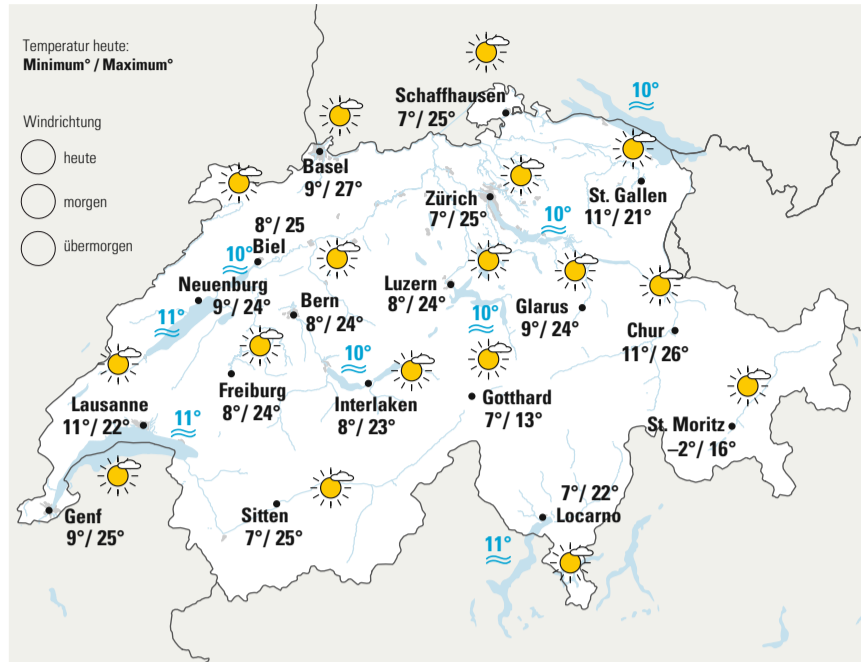 Temperatur heute:
Minimum° / Maximum°
Windrichtung
heute
morgen
übermorgen
Schaffhausen
7°/ 25°
10°
Basel
9°/ 27°
Zürich
7°/ 25°
St. Gallen
11°/ 21°
10°
8°/ 25
Biel
10°
Neuenburg
9°/ 24°
11°
Bern
8°/ 24°
Luzern
8°/ 24°
10°
Glarus
9°/ 24°
Chur
11°/ 26°
Freiburg
8°/ 24°
10°
Interlaken
8°/ 23°
Gotthard
7°/ 13°
St. Moritz
–2°/ 16°
Lausanne
11°/ 22°
11°
Genf
9°/ 25°
Sitten
7°/ 25°
7°/ 22°
Locarno
11°